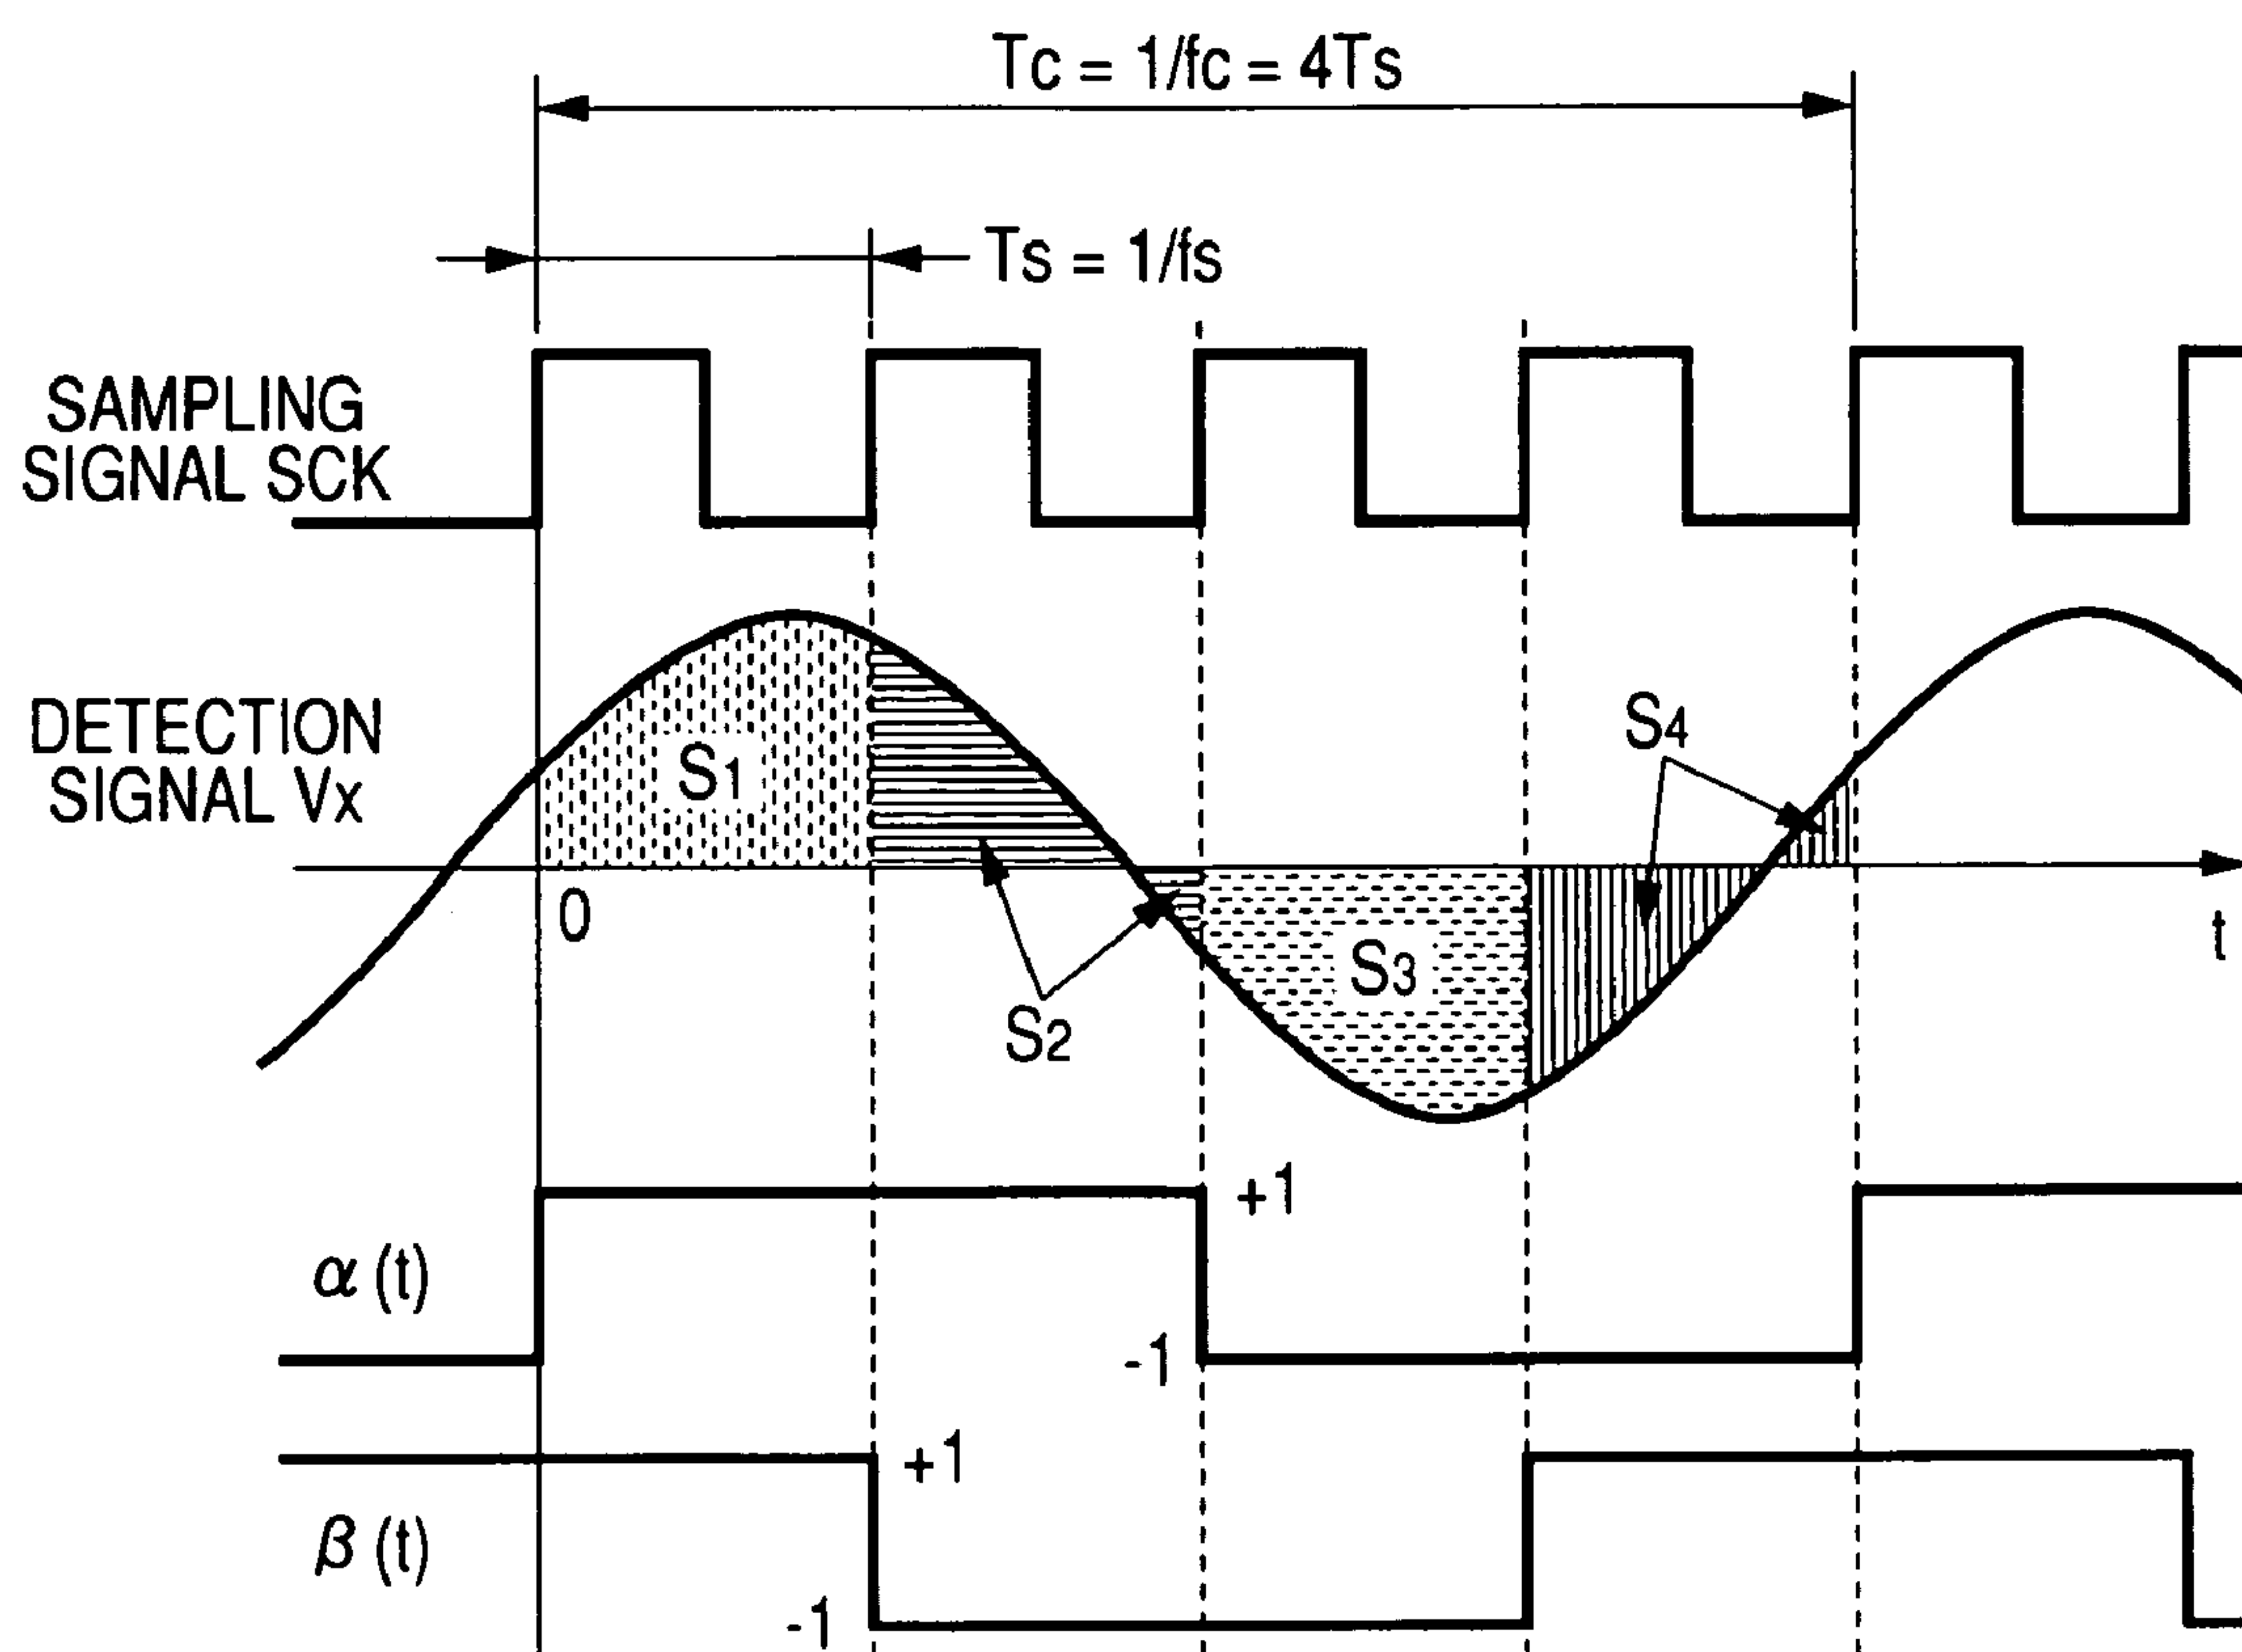 Tc = 1/fc = 4Ts
Ts = 1/fs
SAMPLING
SIGNAL SCK
DETECTION
SIGNAL Vx
S1
S4
0
t
S3
S2
+1
α (t)
-1
+1
β (t)
-1